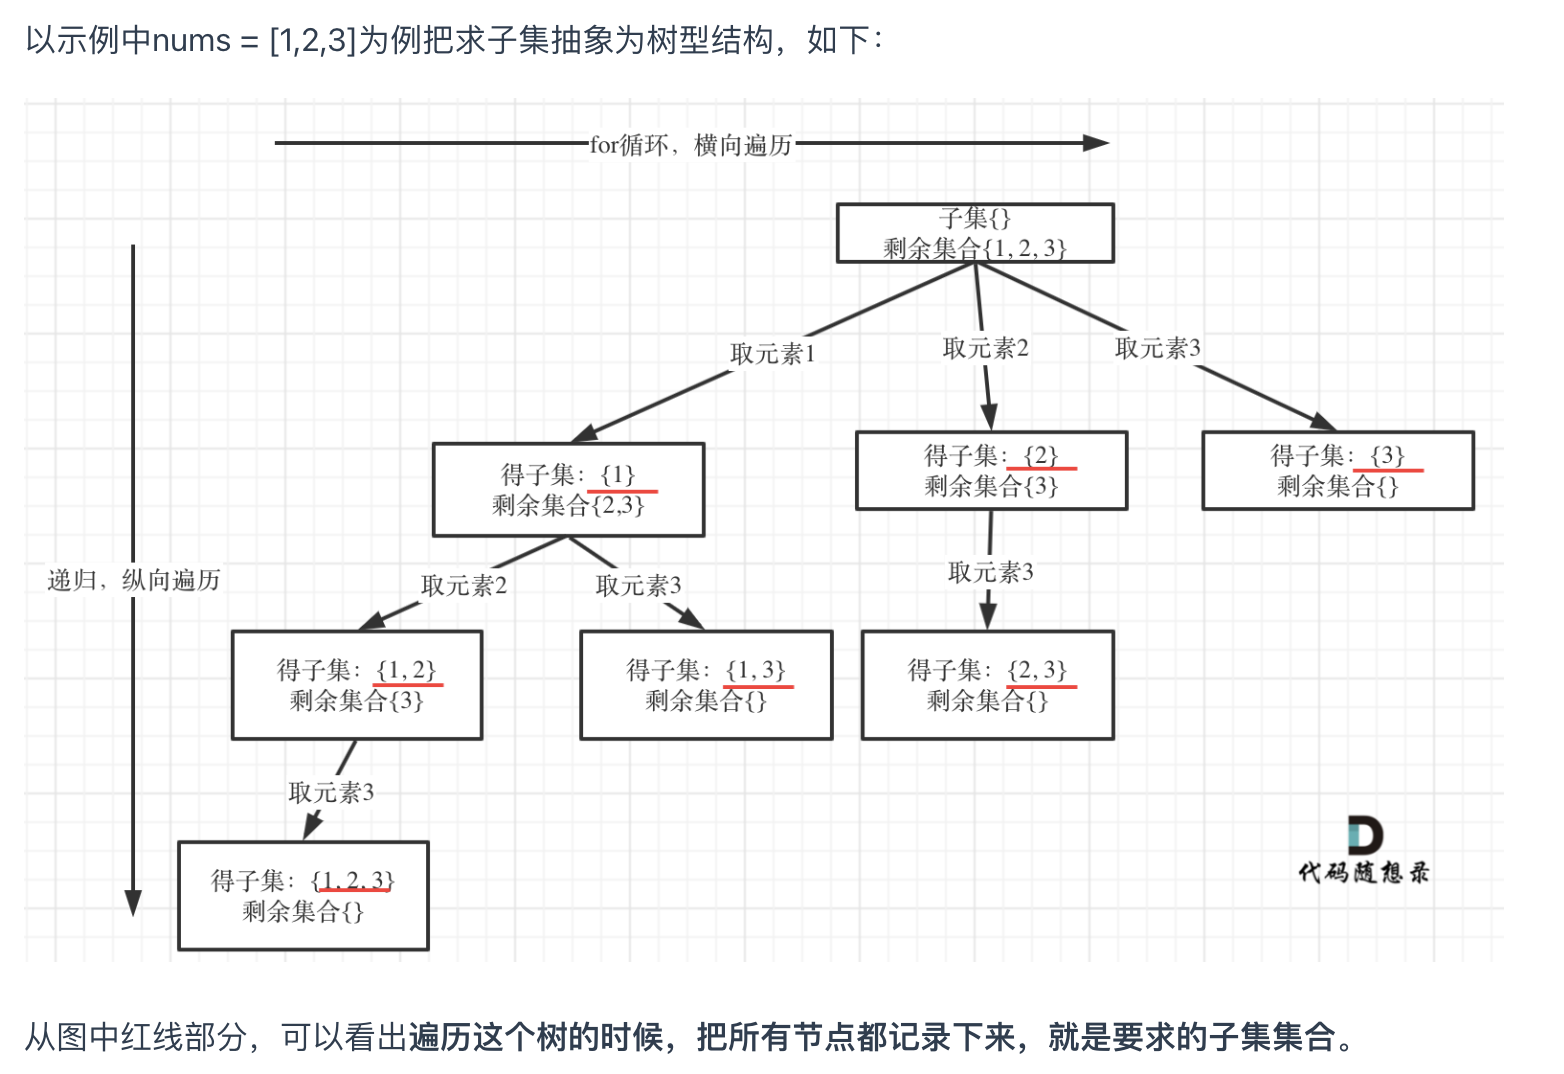 以示例中nums = [1,2,3]为例把求子集抽象为树型结构，如下：
for循环，横向遍历
子集{}
剩余集合{1, 2, 3}
取元素1
取元素2
取元素3
得子集：{1}
剩余集合{2,3}
得子集：{2}
剩余集合{3}
得子集：{3}
剩余集合{}
递归，纵向遍历
取元素2
取元素3
取元素3
得子集：{1, 2}
剩余集合{3}
得子集：{1, 3}
剩余集合{}
得子集：{2, 3}
剩余集合{}
取元素3
得子集：{1, 2, 3}
剩余集合{}
代码随想录
从图中红线部分，可以看出遍历这个树的时候，把所有节点都记录下来，就是要求的子集集合。